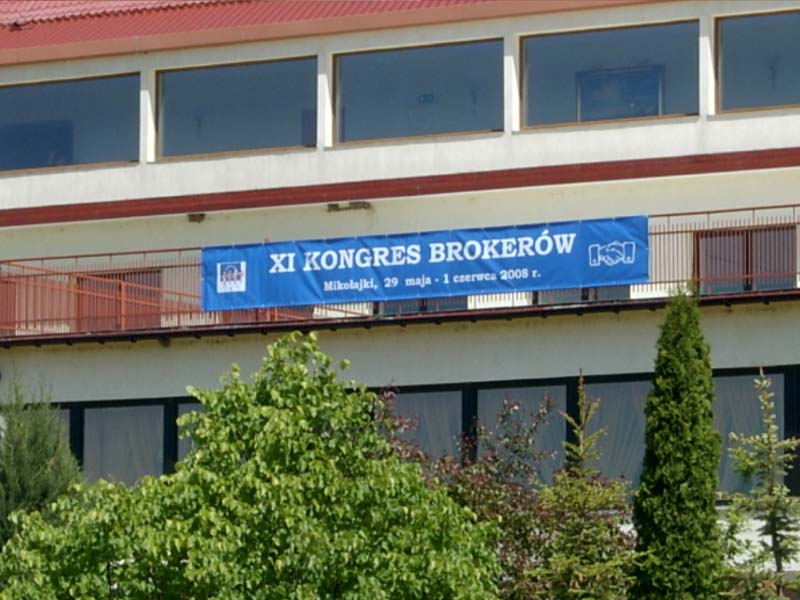 XI KONGRES BROKERÓW
Mikołajki, 29 maja - 1 czerwca 2008 r.